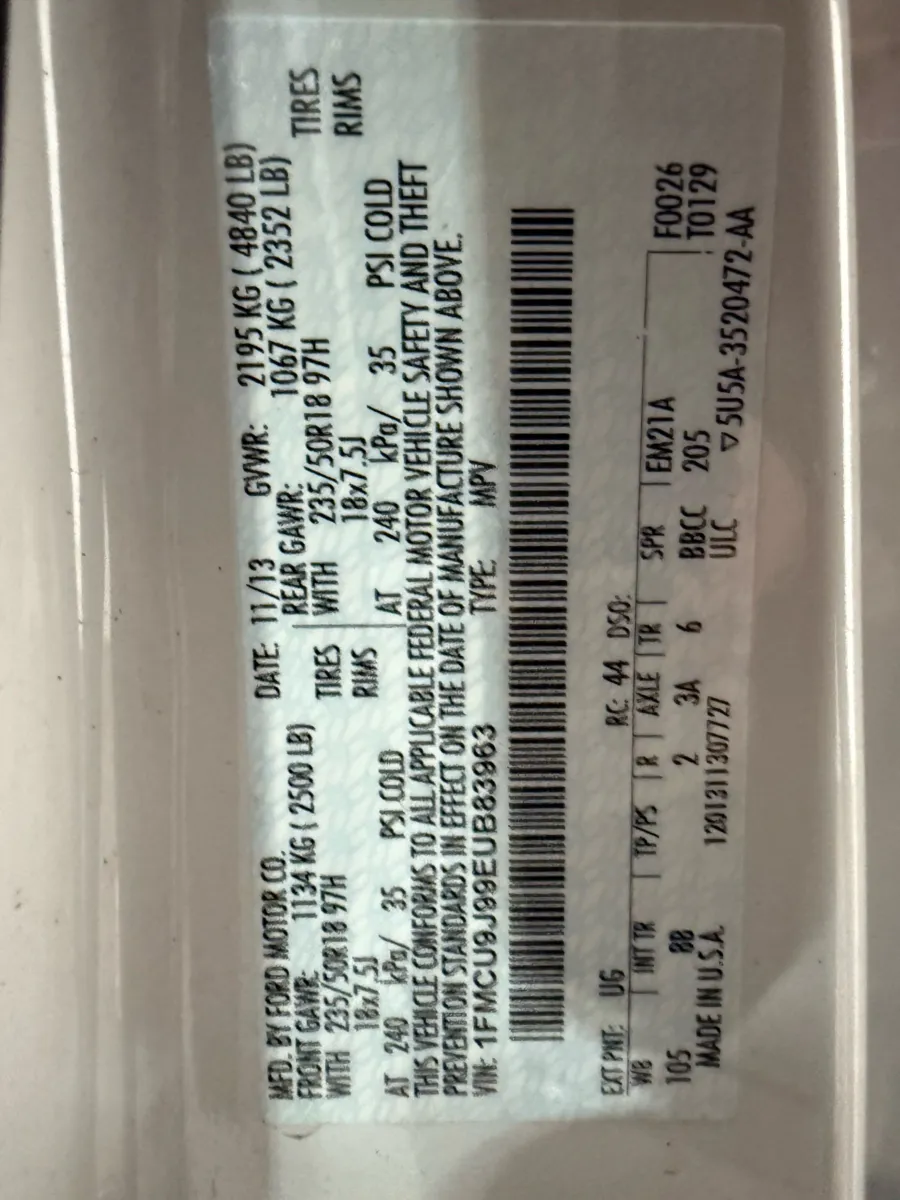 MFD. BY FORD MOTOR CO. DATE: 11/13 GVWR: 2195 KG ( 4840 LB)
FRONT GAWR: 1134 KG ( 2500 LB) REAR GAWR: 1067 KG ( 2352 LB)
WITH 235/50R18 97H TIRES WITH 235/50R18 97H TIRES
18x7.5J RIMS 18x7.5J RIMS
AT 240 kPa/ 35 PSI COLD AT 240 kPa/ 35 PSI COLD
THIS VEHICLE CONFORMS TO ALL APPLICABLE FEDERAL MOTOR VEHICLE SAFETY AND THEFT
PREVENTION STANDARDS IN EFFECT ON THE DATE OF MANUFACTURE SHOWN ABOVE.
VIN: 1FMCU9J99EUB83963 TYPE: MPV
EXT PNT: UG RC: 44 DSO:
WB | INT TR | TP/PS | R | AXLE | TR | SPR | EM21A F0026
105 8B 2 3A 6 BBCC 205 T0129
MADE IN U.S.A. 1201311307727 ULC ▽5U5A-3520472-AA